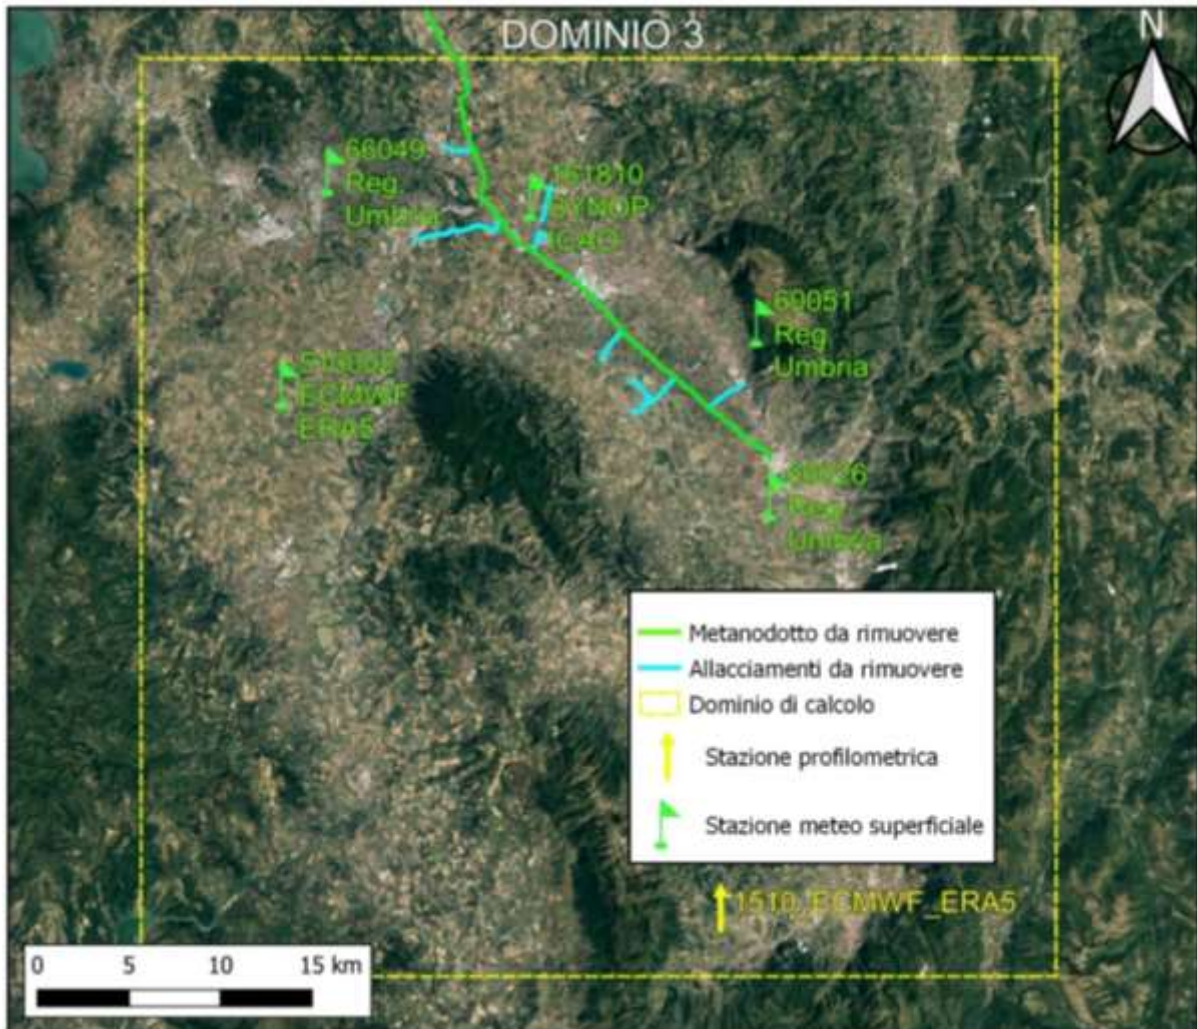 DOMINIO 3
N
66049
Reg
Umbria
151810
SYNOP
ICAO
69051
Reg
Umbria
ECMWF
ERA5
Reg
Umbria
Metanodotto da rimuovere
Allacciamenti da rimuovere
Dominio di calcolo
Stazione profilometrica
Stazione meteo superficiale
1510_ECMWF_ERA5
0 5 10 15 km